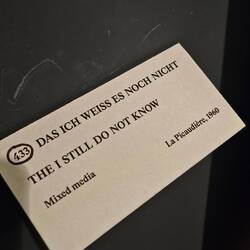 433 DAS ICH WEISS ES NOCH NICHT
THE I STILL DO NOT KNOW
Mixed media
La Picaudière, 1960